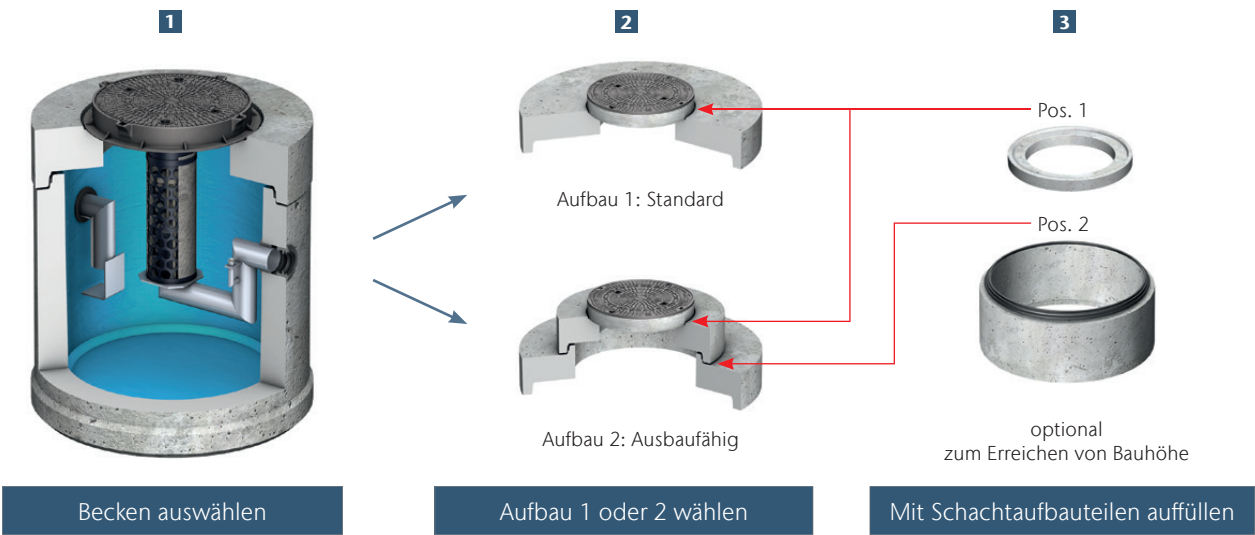 1
2
3
Pos. 1
Aufbau 1: Standard
Pos. 2
Aufbau 2: Ausbaufähig
optional
zum Erreichen von Bauhöhe
Becken auswählen
Aufbau 1 oder 2 wählen
Mit Schachtaufbauteilen auffüllen